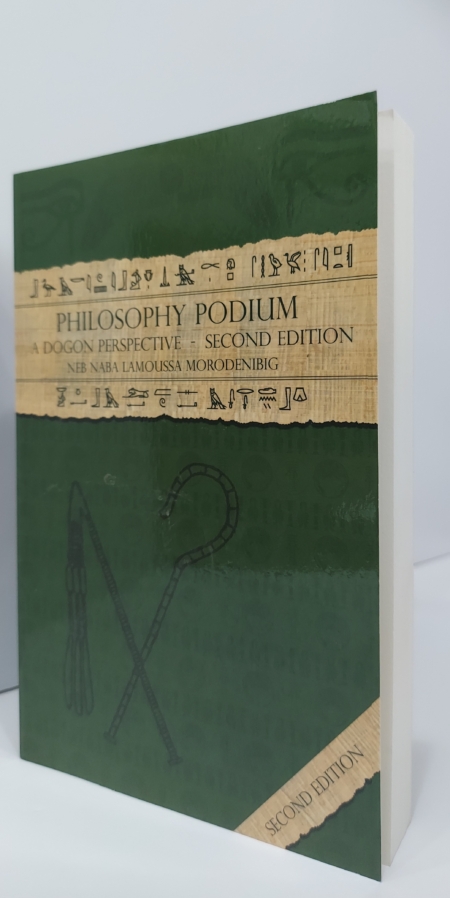 PHILOSOPHY PODIUM
A DOGON PERSPECTIVE - SECOND EDITION
NEB NABA LAMOUSSA MORODENIBIG
SECOND EDITION